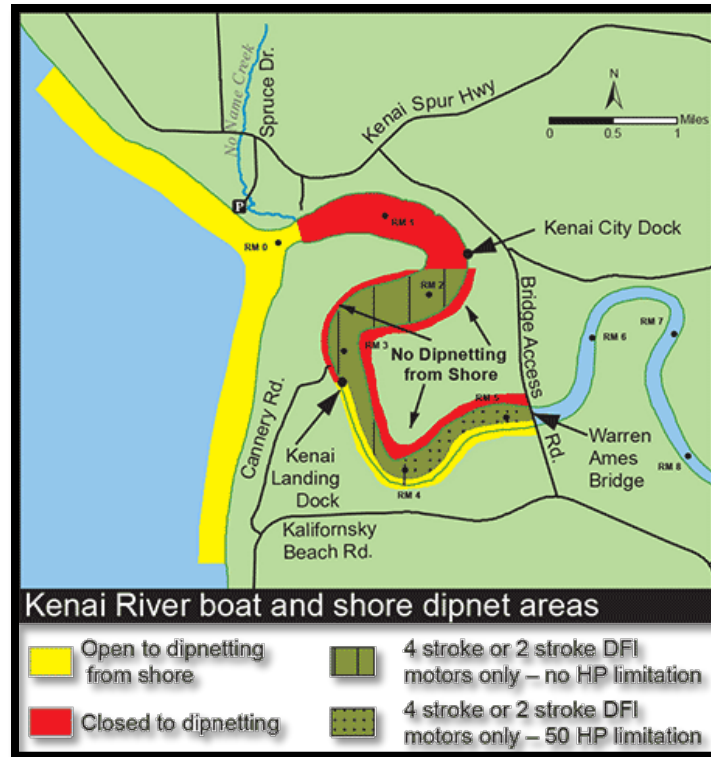 No Name Creek
Spruce Dr.
Kenai Spur Hwy
N
Miles
0 0.5 1
P
RM 0
RM 1
Kenai City Dock
RM 2
Bridge Access
Rd.
RM 3
No Dipnetting
from Shore
RM 6
RM 7
RM 5
Cannery Rd.
Kenai
Landing
Dock
RM 4
Warren
Ames
Bridge
RM 8
Kalifornsky
Beach Rd.
Kenai River boat and shore dipnet areas
Open to dipnetting
from shore
4 stroke or 2 stroke DFI
motors only – no HP limitation
Closed to dipnetting
4 stroke or 2 stroke DFI
motors only – 50 HP limitation